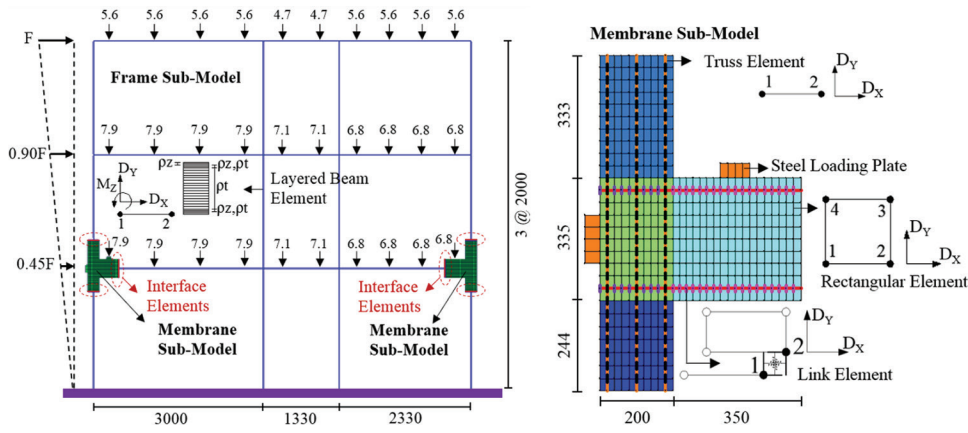 5.6 5.6 5.6 5.6 4.7 4.7 5.6 5.6 5.6 5.6
F
Frame Sub-Model
7.9 7.9 7.9 7.9 7.1 7.1 6.8 6.8 6.8 6.8
0.90F
ρz ρz,ρt
ρt
ρz,ρt
DY
MZ DX
1 2
Layered Beam
Element
3 @ 2000
7.9 7.9 7.9 7.9 7.1 7.1 6.8 6.8 6.8 6.8
0.45F
Interface
Elements
Interface
Elements
Membrane
Sub-Model
Membrane
Sub-Model
3000 1330 2330
Membrane Sub-Model
Truss Element
1 2
DY
DX
333
Steel Loading Plate
335
4 3
1 2
DY
DX
Rectangular Element
244
DY
DX
2
1
Link Element
200 350